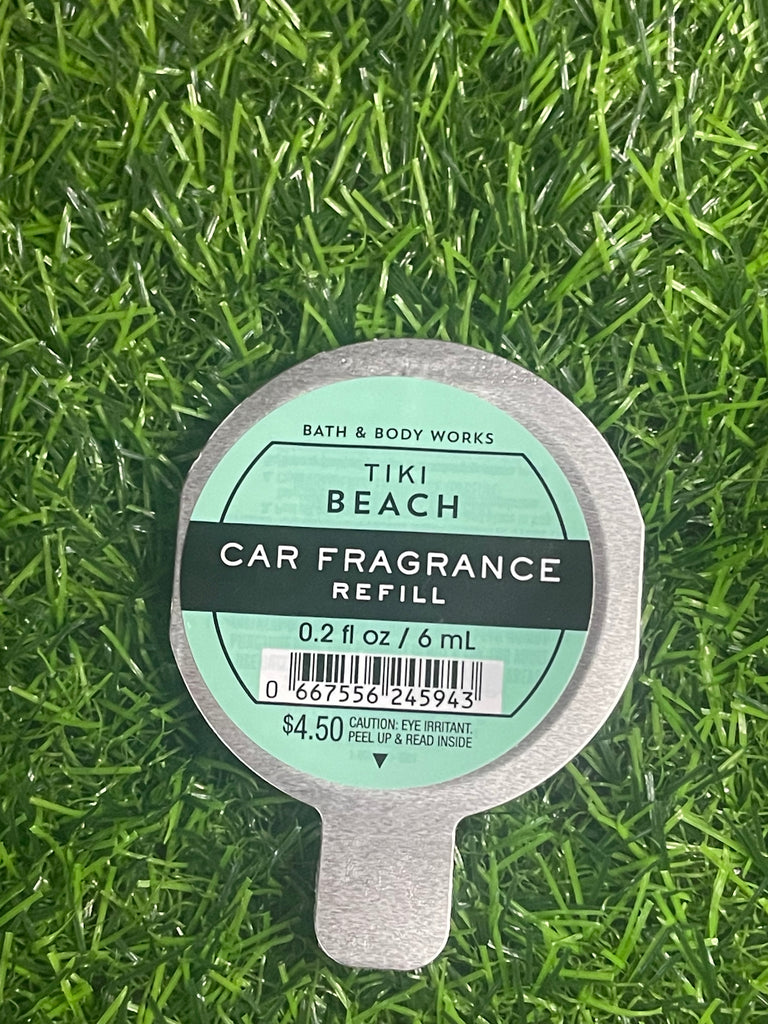 BATH & BODY WORKS
TIKI
BEACH
CAR FRAGRANCE
REFILL
0.2 fl oz / 6 mL
0 667556 245943
$4.50 CAUTION: EYE IRRITANT.
PEEL UP & READ INSIDE